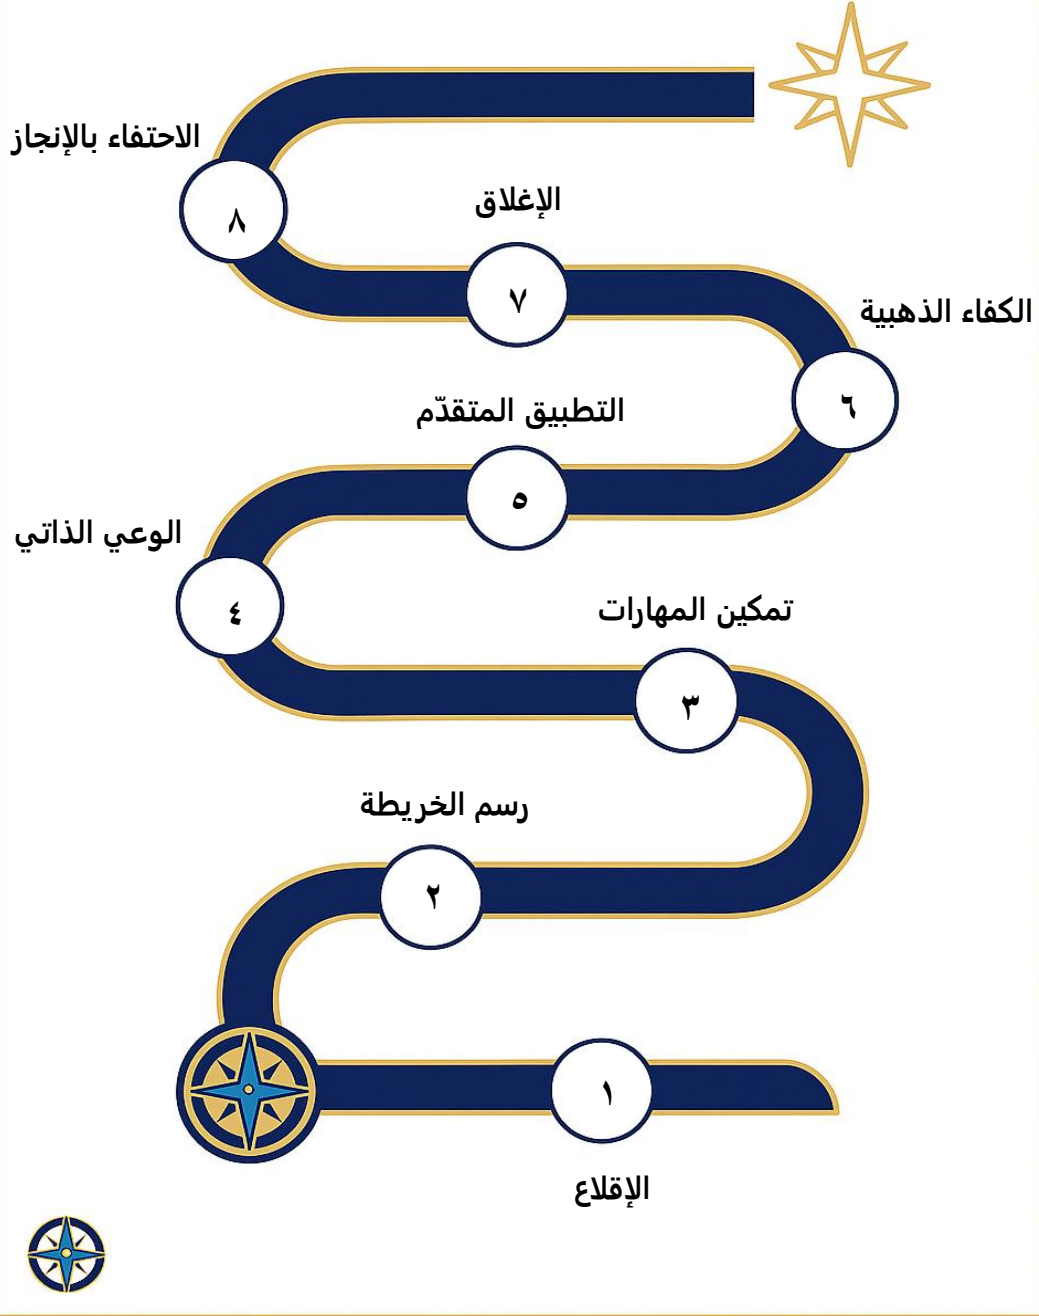 الاحتفاء بالإنجاز
٨
الإغلاق
٧
الكفاء الذهبية
٦
التطبيق المتقدّم
٥
الوعي الذاتي
٤
تمكين المهارات
٣
رسم الخريطة
٢
١
الإقلاع